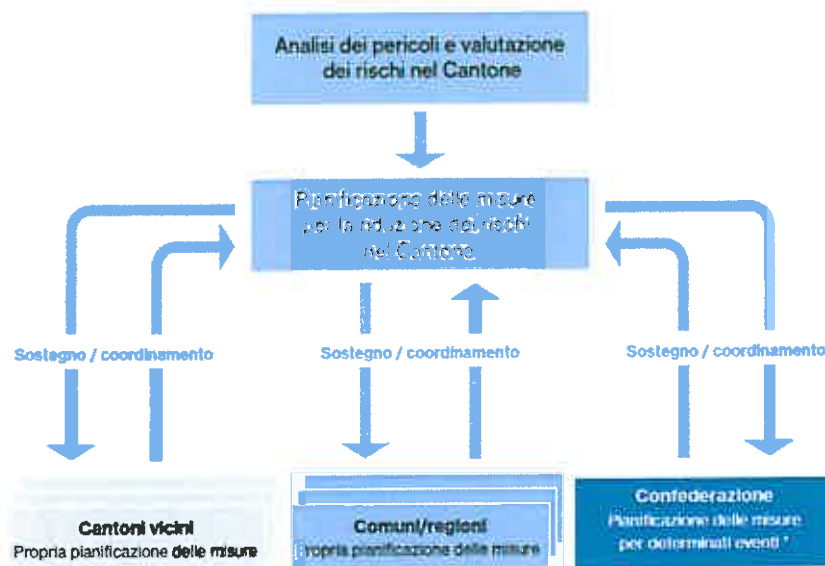 Analisi dei pericoli e valutazione
dei rischi nel Cantone
Pianificazione delle misure
per la riduzione dei rischi
nel Cantone
Sostegno / coordinamento
Sostegno / coordinamento
Sostegno / coordinamento
Cantoni vicini
Propria pianificazione delle misure
Comuni/regioni
Propria pianificazione delle misure
Confederazione
Pianificazione delle misure
per determinati eventi *